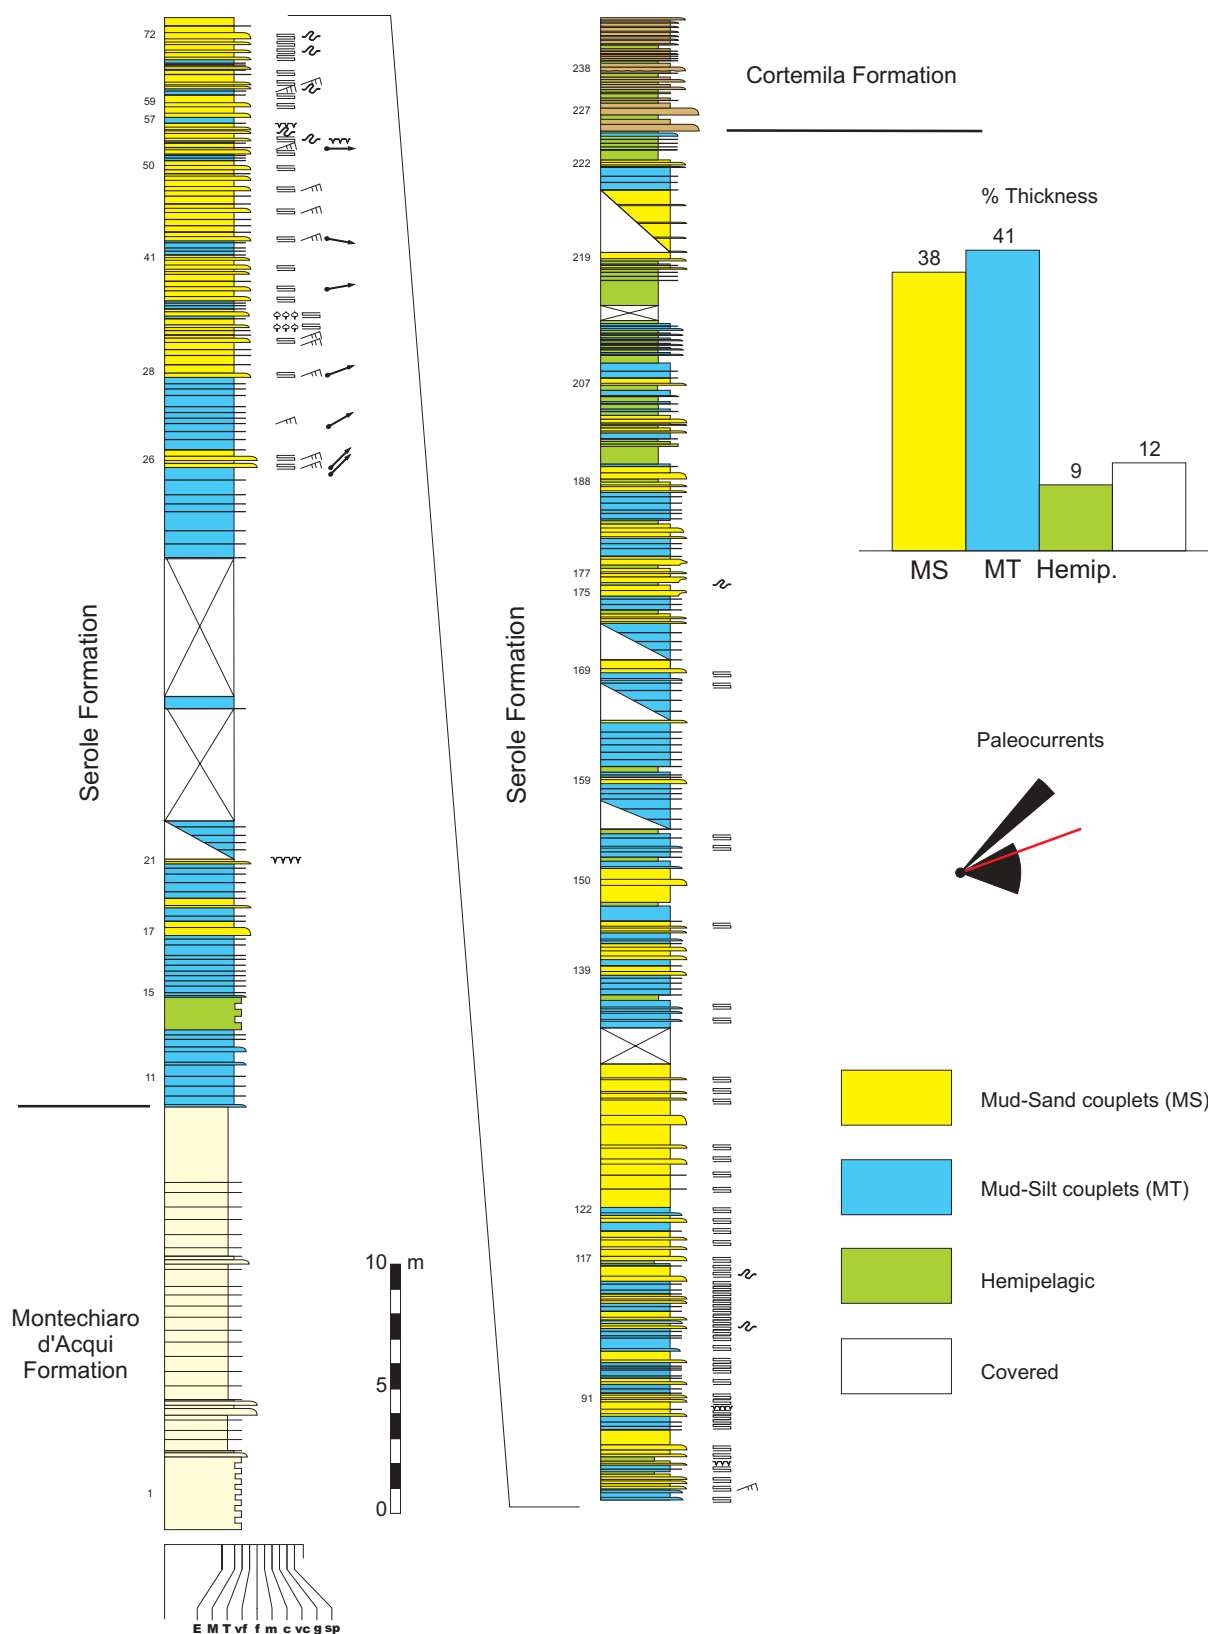 72
59
57
50
41
28
26
21
17
15
11
1
Serole Formation
Montechiaro
d'Acqui
Formation
10 m
5
0
E M T vf f m c vc g sp
238
227
222
219
207
188
177
175
169
159
150
139
122
117
91
Serole Formation
Cortemila Formation
% Thickness
38
41
9
12
MS
MT
Hemip.
Paleocurrents
Mud-Sand couplets (MS)
Mud-Silt couplets (MT)
Hemipelagic
Covered